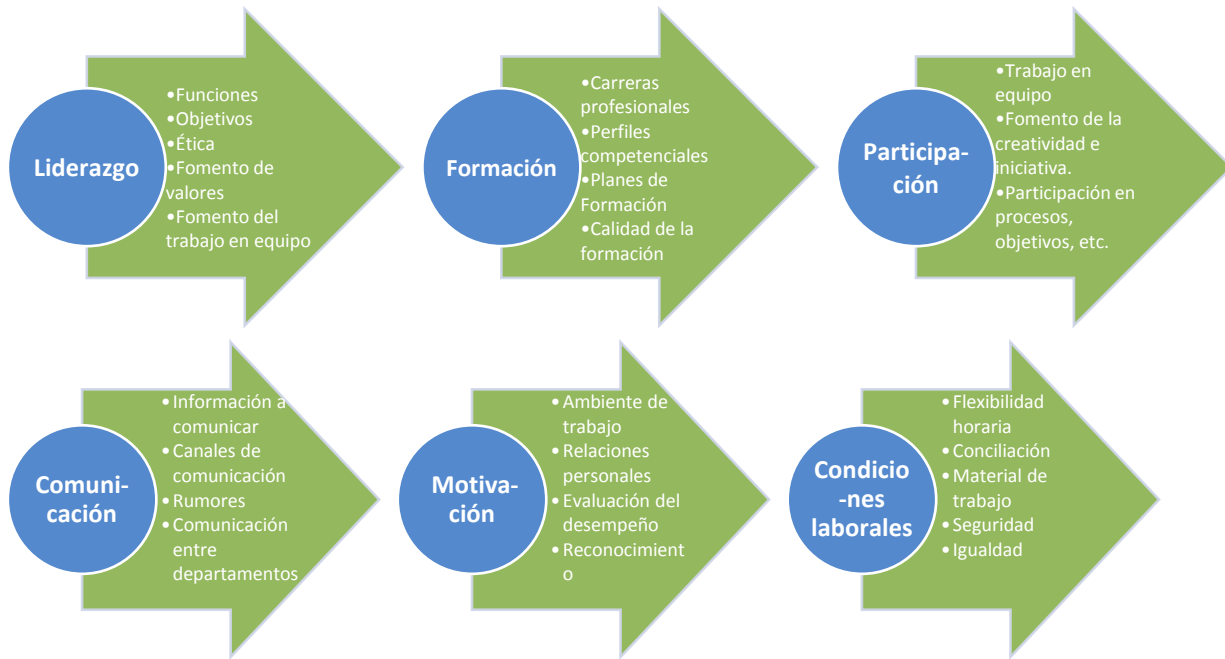 Liderazgo
•Funciones
•Objetivos
•Ética
•Fomento de
valores
•Fomento del
trabajo en equipo
Formación
•Carreras
profesionales
•Perfiles
competenciales
•Planes de
Formación
•Calidad de la
formación
Participa-
ción
•Trabajo en
equipo
•Fomento de la
creatividad e
iniciativa.
•Participación en
procesos,
objetivos, etc.
Comuni-
cación
• Información a
comunicar
• Canales de
comunicación
• Rumores
• Comunicación
entre
departamentos
Motiva-
ción
• Ambiente de
trabajo
• Relaciones
personales
• Evaluación del
desempeño
• Reconocimient
o
Condicio
-nes
laborales
• Flexibilidad
horaria
• Conciliación
• Material de
trabajo
• Seguridad
• Igualdad